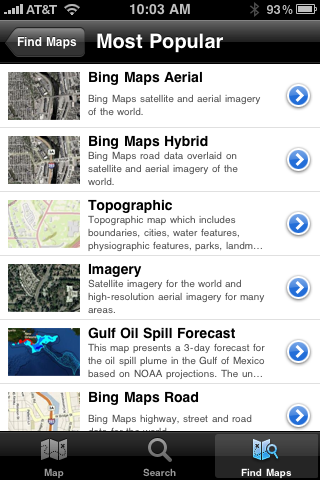 AT&T 10:03 AM 93%
Find Maps Most Popular
Bing Maps Aerial
Bing Maps satellite and aerial imagery
of the world.
Bing Maps Hybrid
Bing Maps road data overlaid on
satellite and aerial imagery of the
world.
Topographic
Topographic map which includes
boundaries, cities, water features,
physiographic features, parks, landm...
Imagery
Satellite imagery for the world and
high-resolution aerial imagery for many
areas.
Gulf Oil Spill Forecast
This map presents a 3-day forecast for
the oil spill plume in the Gulf of Mexico
based on NOAA projections. The un...
Bing Maps Road
Bing Maps highway, street and road
data for the world.
Map Search Find Maps